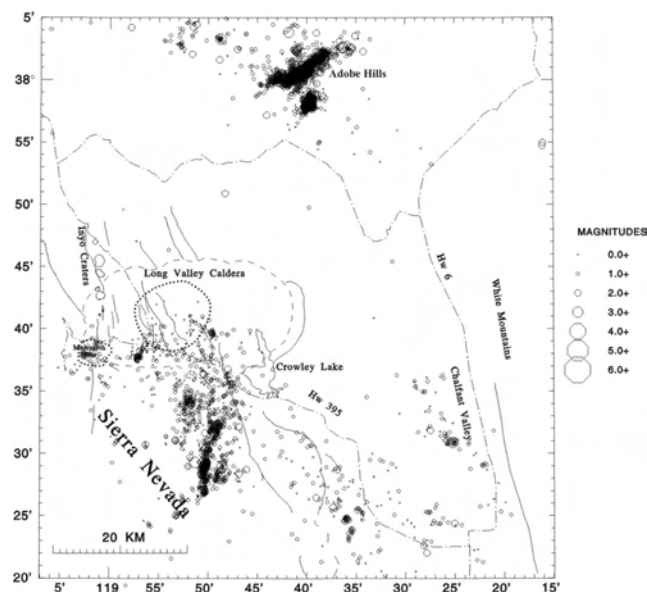 38°
55'
50'
45'
40'
35'
30'
25'
20'
5'
119
55'
50'
45'
40'
35'
30'
25'
20'
15'
Adobe Hills
Inyo Craters
Long Valley Caldera
Crowley Lake
Hw 395
Hw 6
White Mountains
Chalfant Valley
Sierra Nevada
20 KM
MAGNITUDES
0.0+
1.0+
2.0+
3.0+
4.0+
5.0+
6.0+